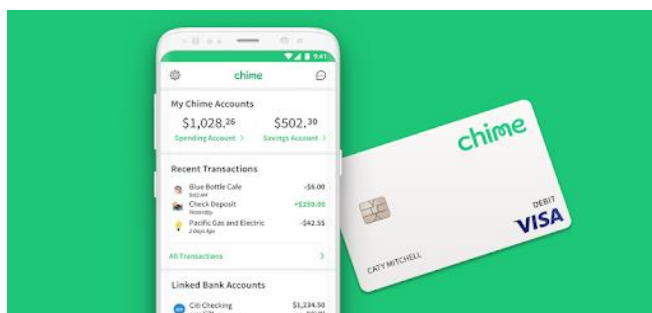 9:41
chime
My Chime Accounts
$1,028.26 $502.30
Spending Account > Savings Account >
Recent Transactions
Blue Bottle Cafe -$6.00
Check Deposit +$250.00
Yesterday
Pacific Gas and Electric -$42.55
2 Days Ago
All Transactions >
Linked Bank Accounts
Citi Checking $1,234.50
chime
DEBIT
VISA
CATY MITCHELL